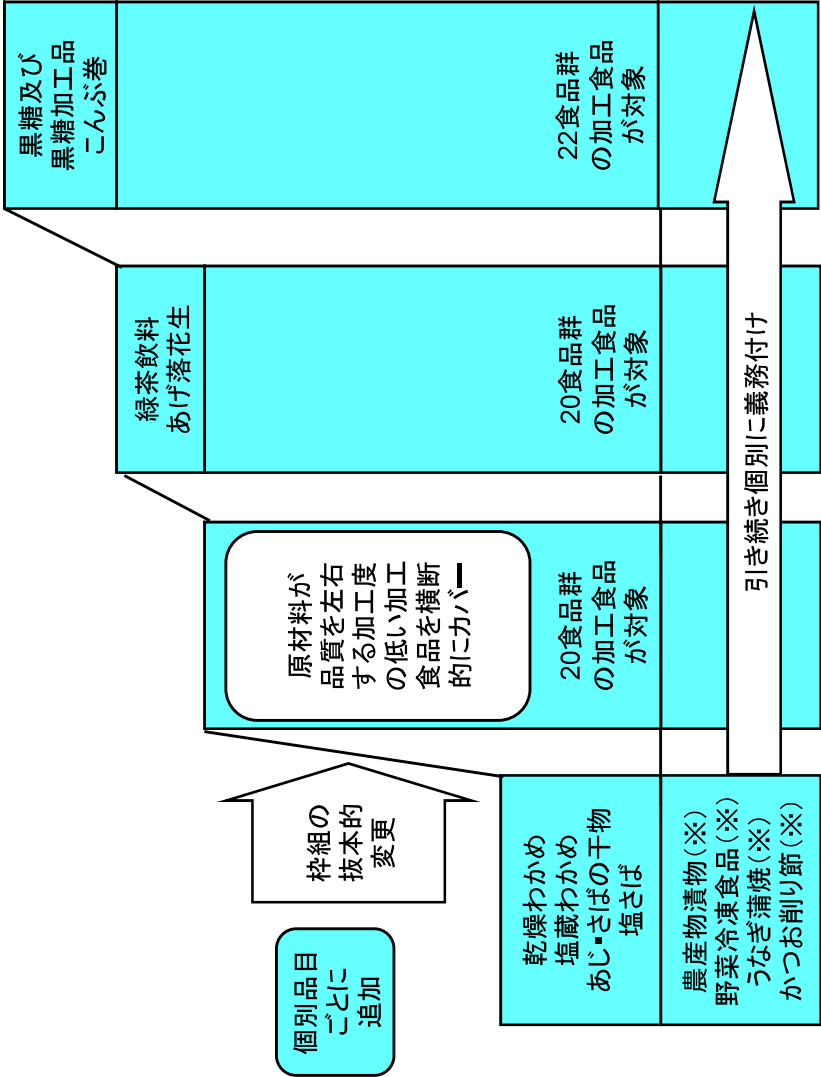 個別品目
ごとに
追加
枠組の
抜本的
変更
乾燥わかめ
塩蔵わかめ
あじ・さばの干物
塩さば
農産物漬物(※)
野菜冷凍食品(※)
うなぎ蒲焼(※)
かつお削り節(※)
原材料が
品質を左右
する加工度
の低い加工
食品を横断
的にカバー
20食品群
の加工食品
が対象
緑茶飲料
あげ落花生
20食品群
の加工食品
が対象
黒糖及び
黒糖加工品
こんぶ巻
22食品群
の加工食品
が対象
引き続き個別に義務付け